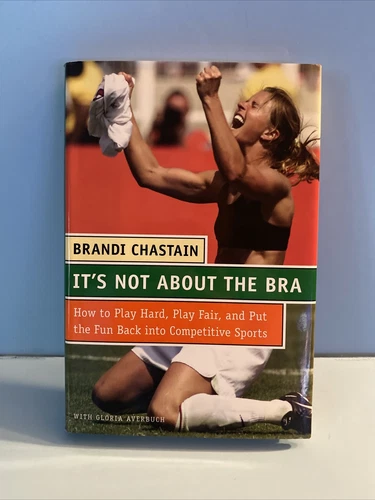 BRANDI CHASTAIN
IT'S NOT ABOUT THE BRA
How to Play Hard, Play Fair, and Put
the Fun Back into Competitive Sports
WITH GLORIA AVERBUCH